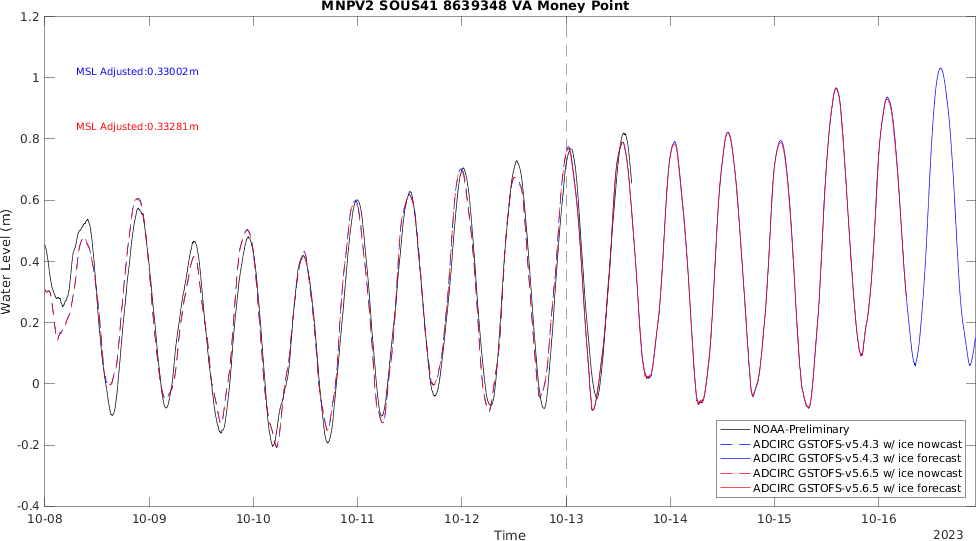 MNPV2 SOUS41 8639348 VA Money Point
1.2
1
0.8
0.6
0.4
0.2
0
-0.2
-0.4
Water Level (m)
MSL Adjusted:0.33002m
MSL Adjusted:0.33281m
NOAA-Preliminary
ADCIRC GSTOFS-v5.4.3 w/ ice nowcast
ADCIRC GSTOFS-v5.4.3 w/ ice forecast
ADCIRC GSTOFS-v5.6.5 w/ ice nowcast
ADCIRC GSTOFS-v5.6.5 w/ ice forecast
10-08 10-09 10-10 10-11 10-12 10-13 10-14 10-15 10-16
Time
2023